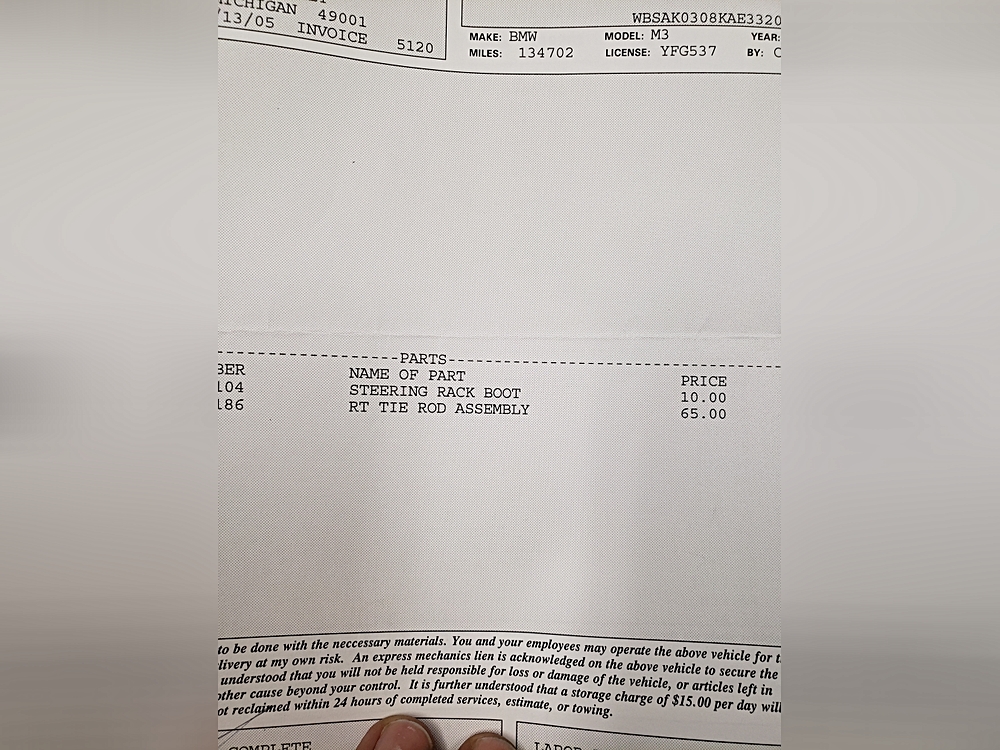 MICHIGAN 49001
/13/05 INVOICE 5120
WBSAK0308KAE3320
MAKE: BMW MODEL: M3 YEAR:
MILES: 134702 LICENSE: YFG537 BY:
PARTS
BER NAME OF PART PRICE
104 STEERING RACK BOOT 10.00
186 RT TIE ROD ASSEMBLY 65.00
to be done with the neccessary materials. You and your employees may operate the above vehicle for
livery at my own risk. An express mechanics lien is acknowledged on the above vehicle to secure the
understood that you will not be held responsible for loss or damage of the vehicle, or articles left in
other cause beyond your control. It is further understood that a storage charge of $15.00 per day will
ot reclaimed within 24 hours of completed services, estimate, or towing.
COMPLETE